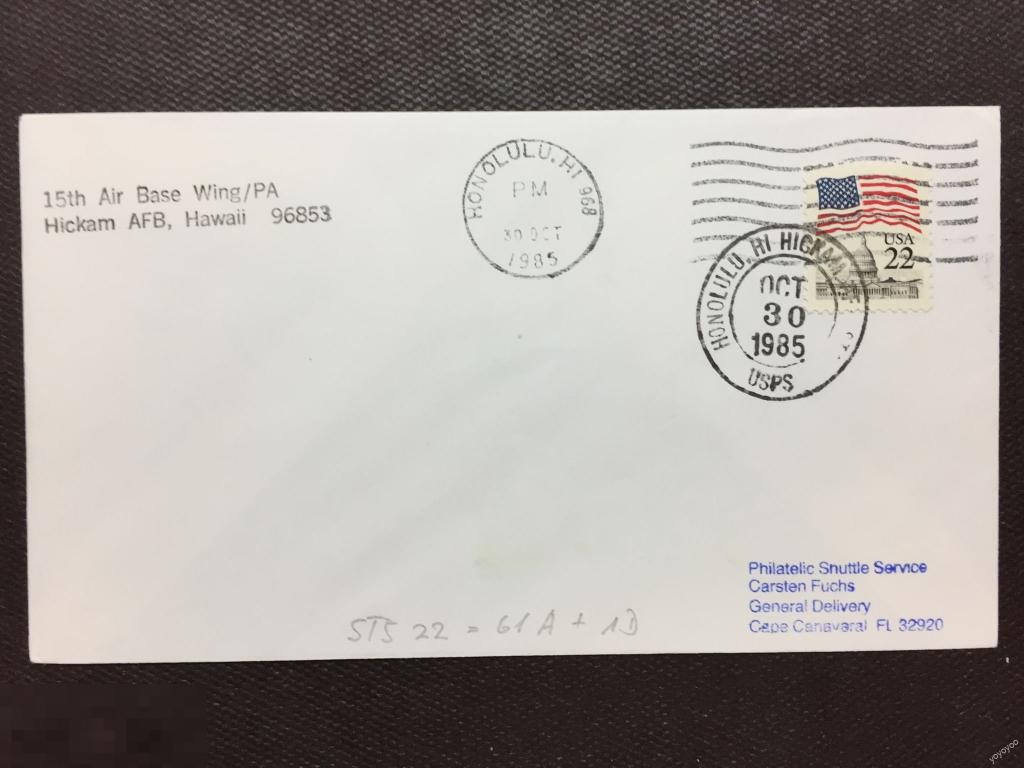 15th Air Base Wing/PA
Hickam AFB, Hawaii 96853
HONOLULU, HI 968
PM
30 OCT
1985
USA
22
HONOLULU, HI HICKAM
OCT
30
1985
USPS
Philatelic Shuttle Service
Carsten Fuchs
General Delivery
Cape Canaveral FL 32920
STS 22 = 61A + 1D
yoyoyoo